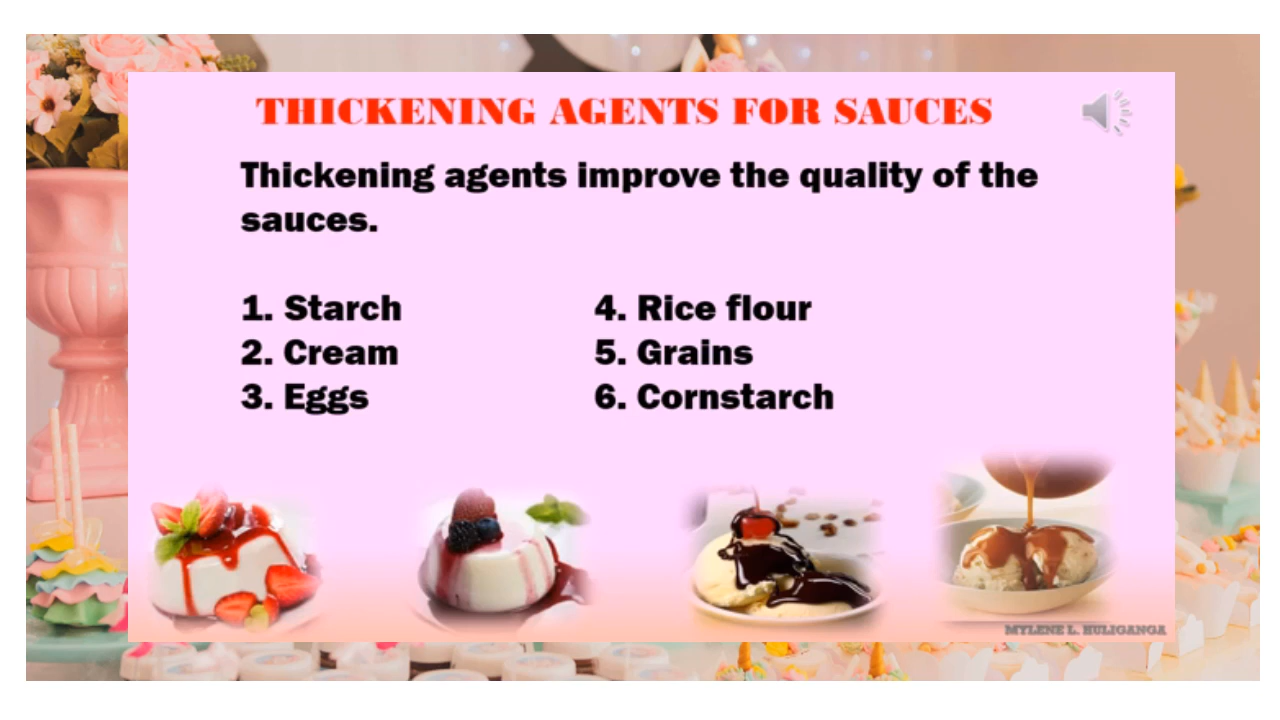 THICKENING AGENTS FOR SAUCES
Thickening agents improve the quality of the
sauces.
1. Starch
2. Cream
3. Eggs
4. Rice flour
5. Grains
6. Cornstarch
MYLENE L. HULIGANGA